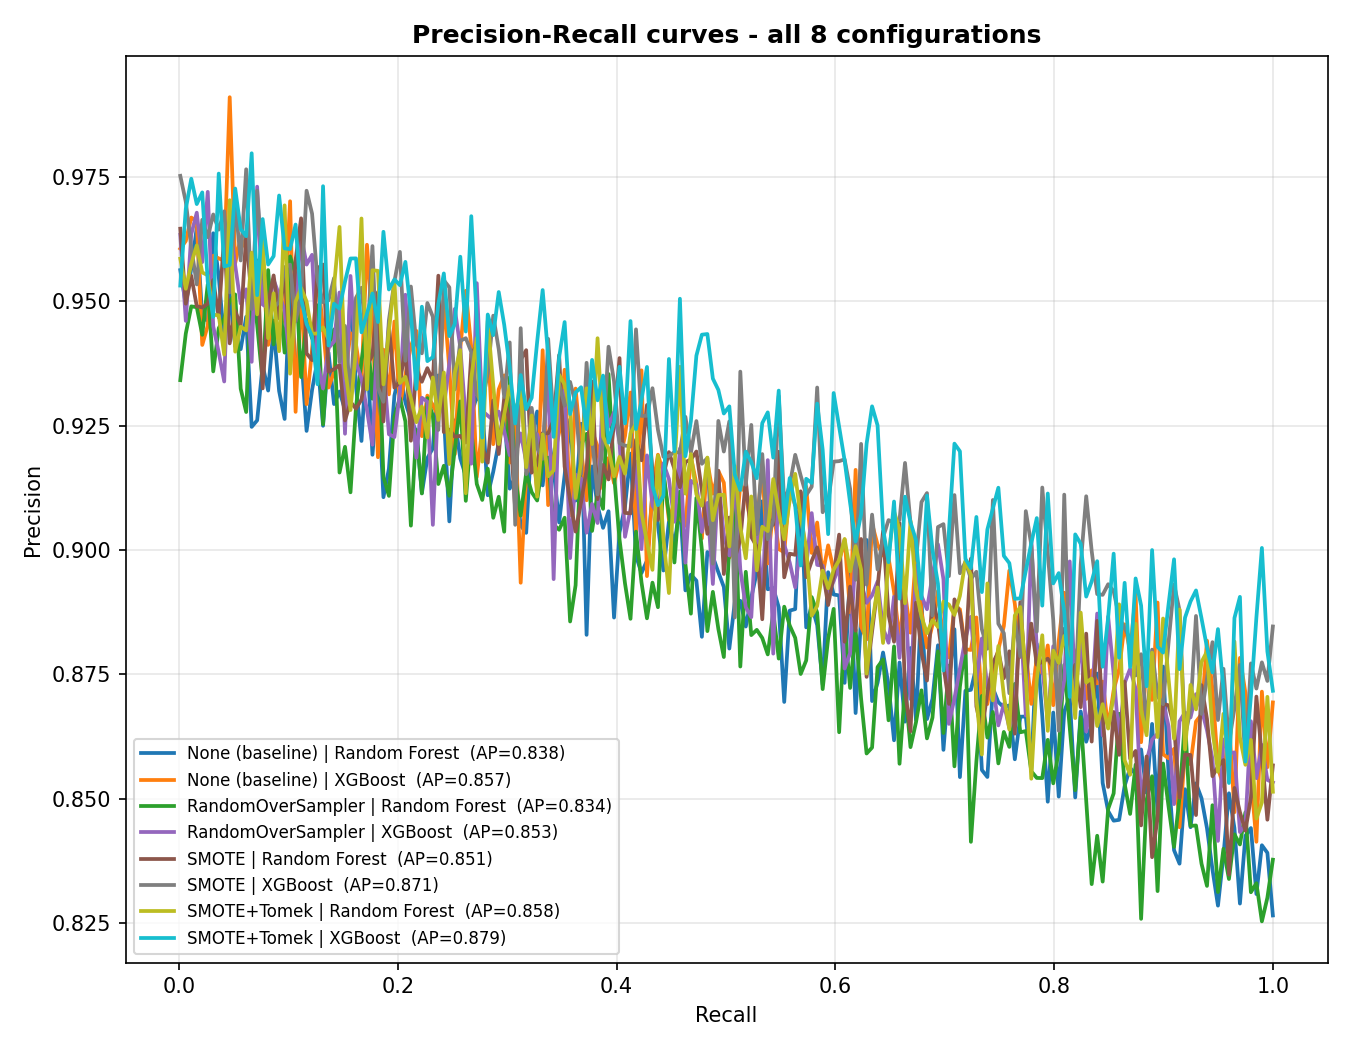 Precision-Recall curves - all 8 configurations
Precision
0.975
0.950
0.925
0.900
0.875
0.850
0.825
None (baseline) | Random Forest (AP=0.838)
None (baseline) | XGBoost (AP=0.857)
RandomOverSampler | Random Forest (AP=0.834)
RandomOverSampler | XGBoost (AP=0.853)
SMOTE | Random Forest (AP=0.851)
SMOTE | XGBoost (AP=0.871)
SMOTE+Tomek | Random Forest (AP=0.858)
SMOTE+Tomek | XGBoost (AP=0.879)
0.0 0.2 0.4 0.6 0.8 1.0
Recall